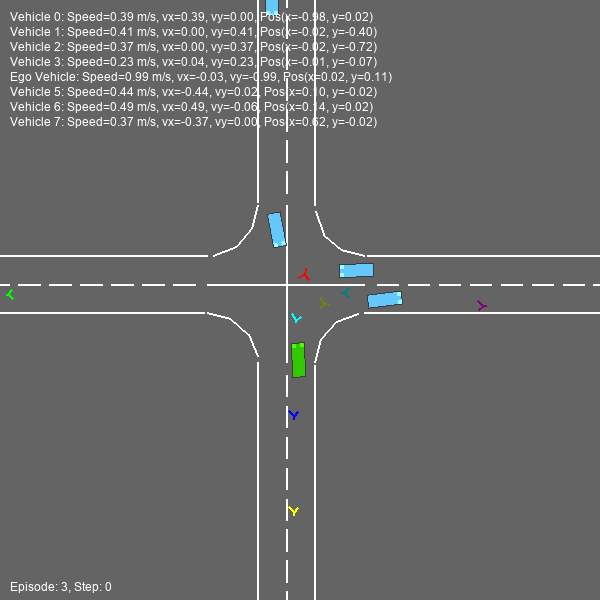 Vehicle 0: Speed=0.39 m/s, vx=0.39, vy=0.00, Pos(x=-0.98, y=0.02)
Vehicle 1: Speed=0.41 m/s, vx=0.00, vy=0.41, Pos(x=-0.02, y=-0.40)
Vehicle 2: Speed=0.37 m/s, vx=0.00, vy=0.37, Pos(x=-0.02, y=-0.72)
Vehicle 3: Speed=0.23 m/s, vx=0.04, vy=0.23, Pos(x=-0.01, y=-0.07)
Ego Vehicle: Speed=0.99 m/s, vx=-0.03, vy=-0.99, Pos(x=0.02, y=0.11)
Vehicle 5: Speed=0.44 m/s, vx=-0.44, vy=0.02, Pos(x=0.10, y=-0.02)
Vehicle 6: Speed=0.49 m/s, vx=0.49, vy=-0.06, Pos(x=0.14, y=0.02)
Vehicle 7: Speed=0.37 m/s, vx=-0.37, vy=0.00, Pos(x=0.62, y=-0.02)
Episode: 3, Step: 0